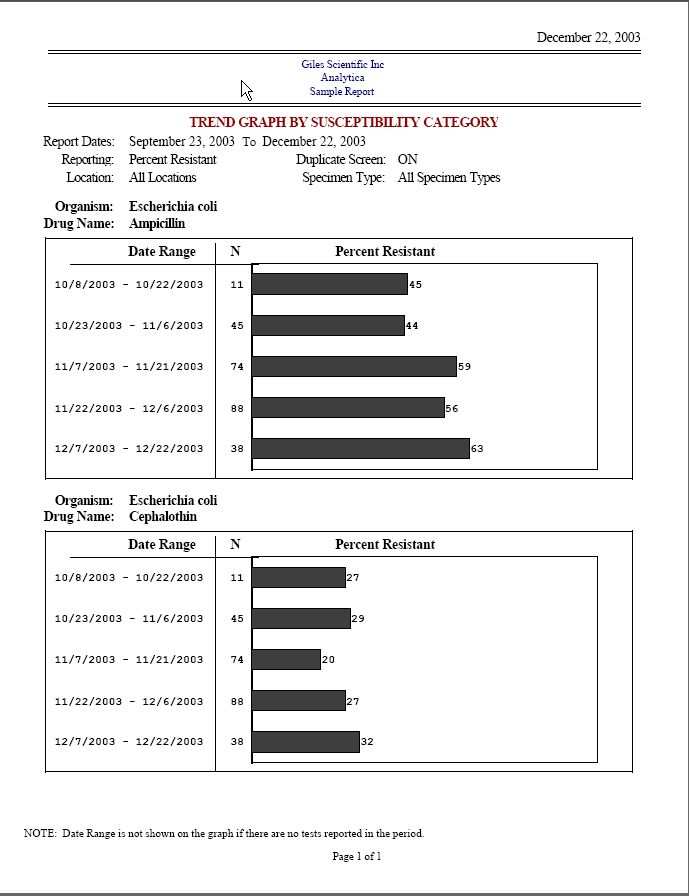 December 22, 2003
Giles Scientific Inc
Analytica
Sample Report
TREND GRAPH BY SUSCEPTIBILITY CATEGORY
Report Dates: September 23, 2003 To December 22, 2003
Reporting: Percent Resistant Duplicate Screen: ON
Location: All Locations Specimen Type: All Specimen Types
Organism: Escherichia coli
Drug Name: Ampicillin
Date Range N Percent Resistant
10/8/2003 - 10/22/2003 11 45
10/23/2003 - 11/6/2003 45 44
11/7/2003 - 11/21/2003 74 59
11/22/2003 - 12/6/2003 88 56
12/7/2003 - 12/22/2003 38 63
Organism: Escherichia coli
Drug Name: Cephalothin
Date Range N Percent Resistant
10/8/2003 - 10/22/2003 11 27
10/23/2003 - 11/6/2003 45 29
11/7/2003 - 11/21/2003 74 20
11/22/2003 - 12/6/2003 88 27
12/7/2003 - 12/22/2003 38 32
NOTE: Date Range is not shown on the graph if there are no tests reported in the period.
Page 1 of 1